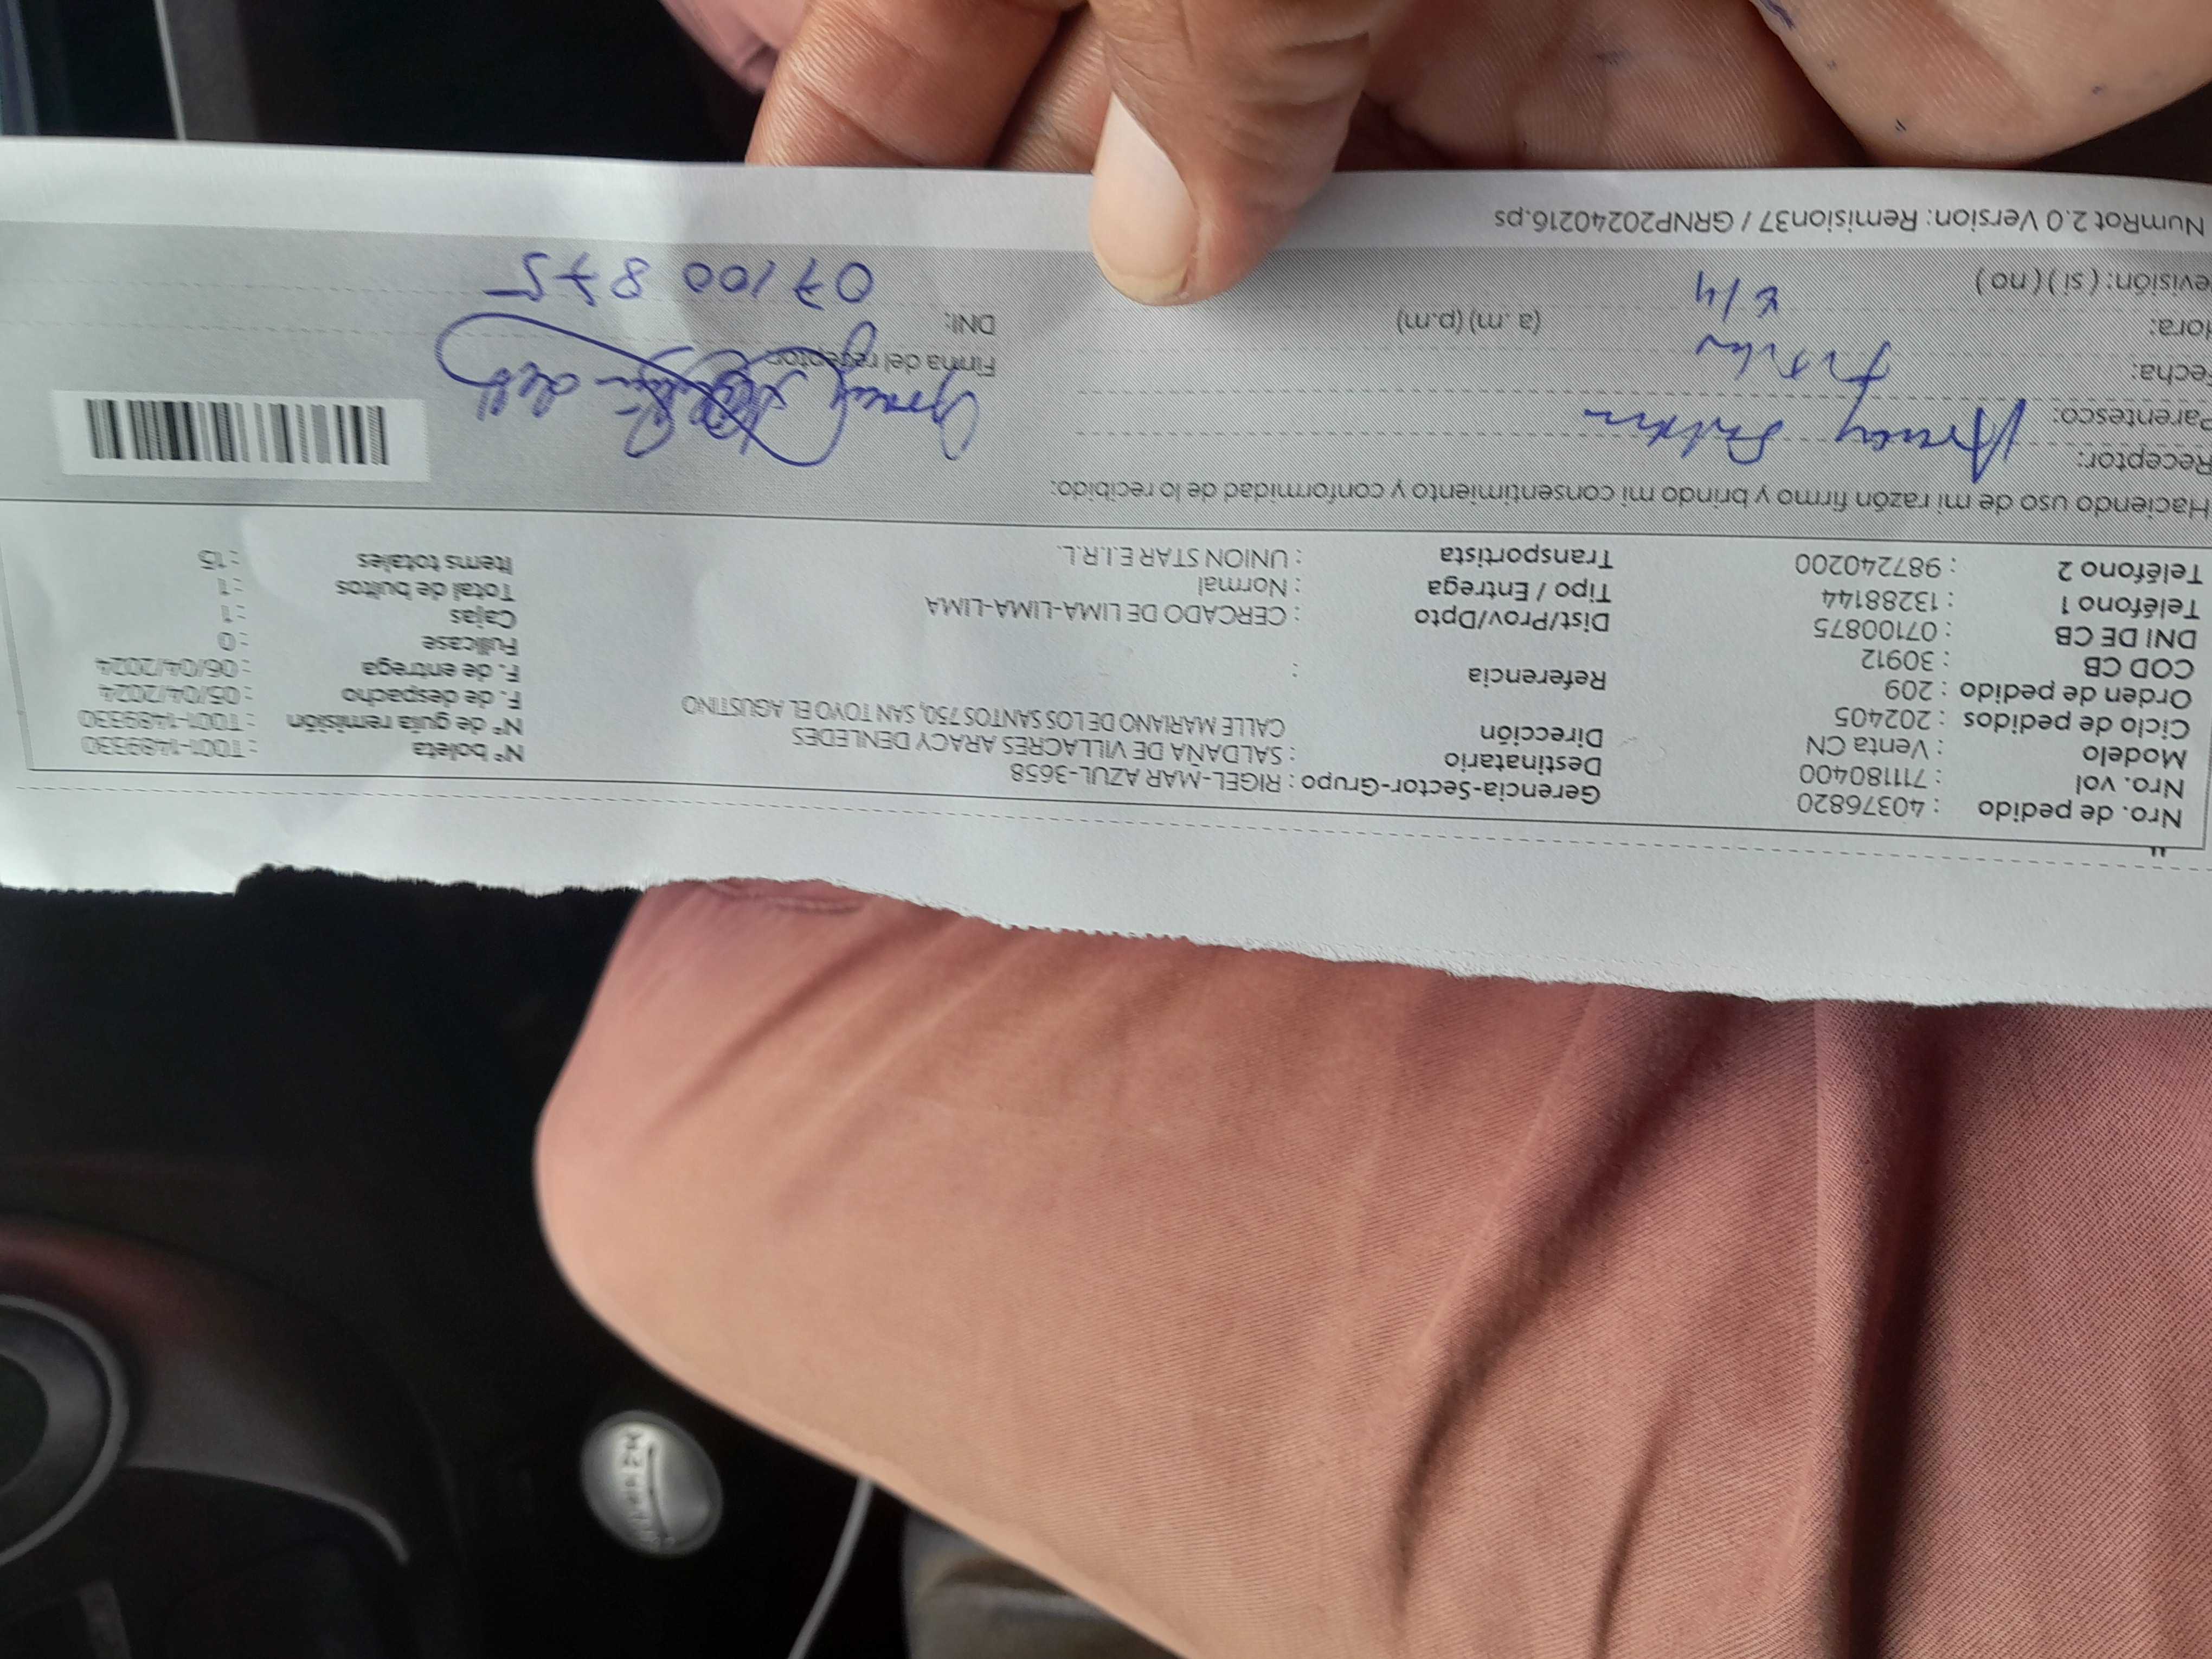 Nro. de pedido : 40376820 Gerencia-Sector-Grupo : RIGEL-MAR AZUL-3658 N° boleta : T001-1489330
Nro. vol : 711180400 Destinatario : SALDAÑA DE VILLACRES ARACY DENLEDES N° de guía remisión : T001-1489330
Modelo : Venta CN Dirección CALLE MARIANO DE LOS SANTOS 750, SAN TOYO EL AGUSTINO F. de despacho : 05/04/2024
Ciclo de pedidos : 202405 F. de entrega : 06/04/2024
Orden de pedido : 209 Referencia : Fullcase : 0
COD CB : 30912 Cajas : 1
DNI DE CB : 07100875 Dist/Prov/Dpto : CERCADO DE LIMA-LIMA-LIMA Total de bultos : 1
Teléfono 1 : 13288144 Tipo / Entrega : Normal Items totales : 15
Teléfono 2 : 987240200 Transportista : UNION STAR E.I.R.L.
Haciendo uso de mi razón firmo y brindo mi consentimiento y conformidad de lo recibido:
Receptor: Aracy
Parentesco:
Fecha: Firma del receptor:
Hora: 6/4 (a. m) (p.m) DNI: 07100875
evisión: ( si ) ( no )
NumRot 2.0 Version: Remision37 / GRNP20240216.ps